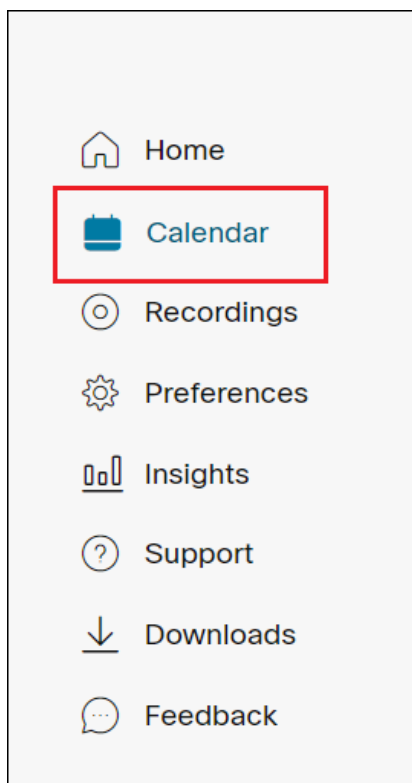 Home
Calendar
Recordings
Preferences
Insights
Support
Downloads
Feedback